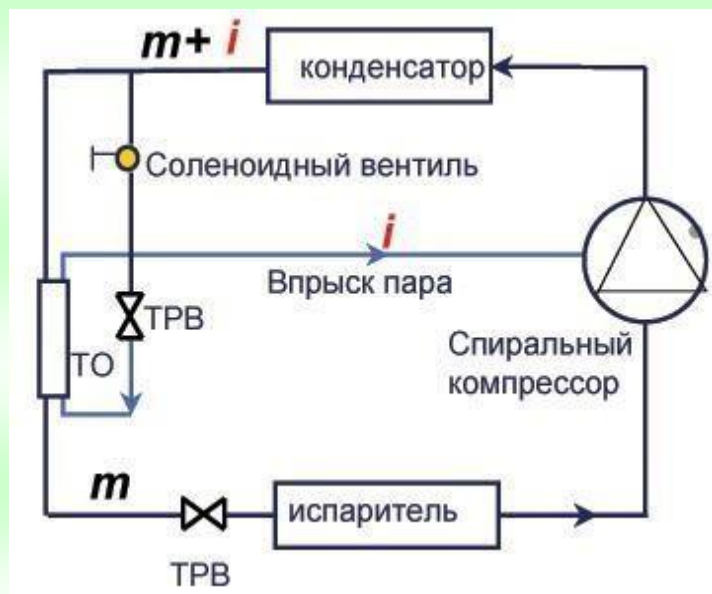 m+ i
конденсатор
Соленоидный вентиль
i
Впрыск пара
ТРВ
ТО
Спиральный
компрессор
m
испаритель
ТРВ